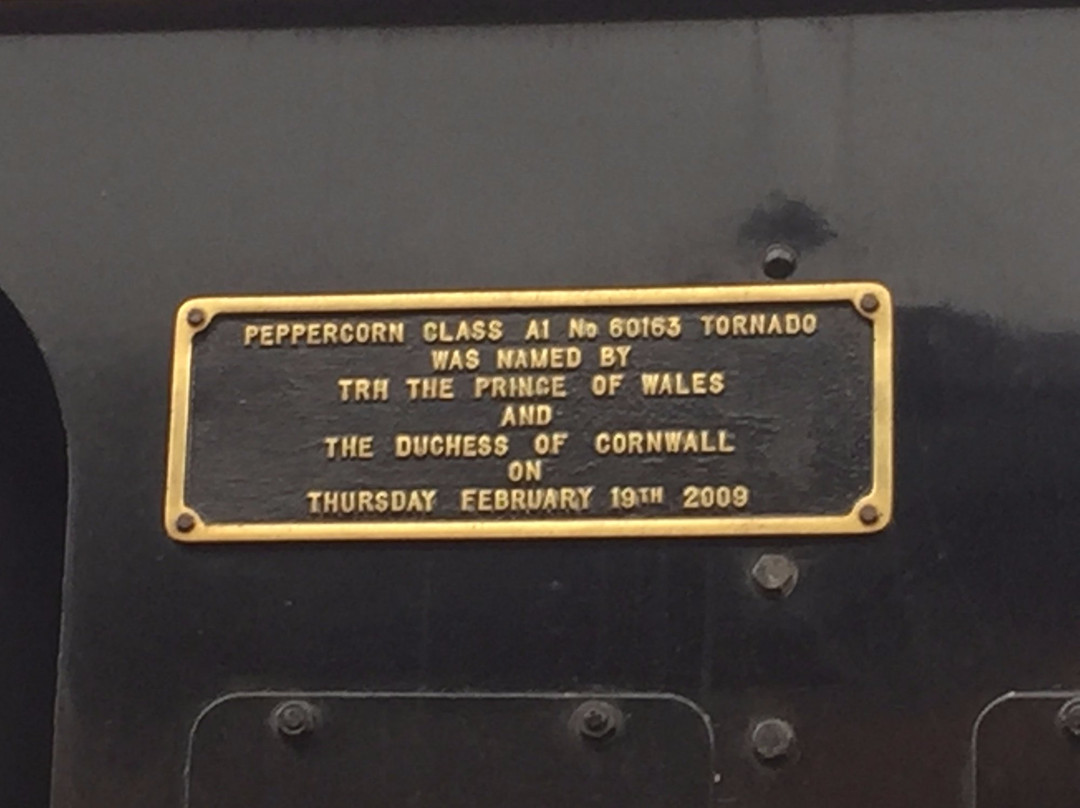 PEPPERCORN CLASS A1 No 60163 TORNADO
WAS NAMED BY
TRH THE PRINCE OF WALES
AND
THE DUCHESS OF CORNWALL
ON
THURSDAY FEBRUARY 19TH 2009